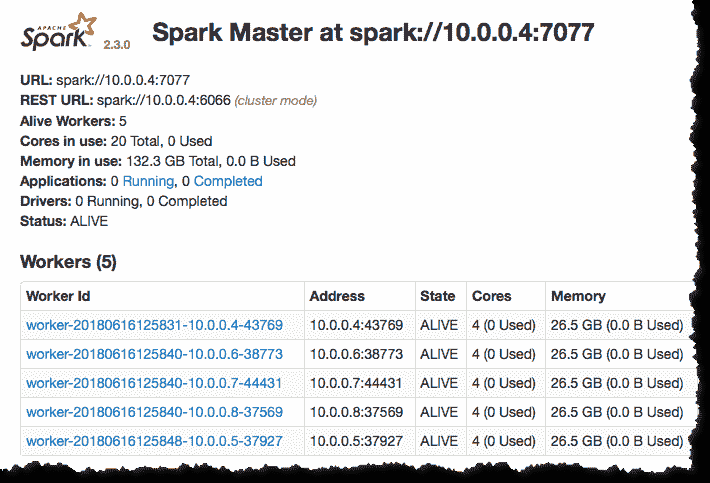 APACHE
Spark 2.3.0 Spark Master at spark://10.0.0.4:7077
URL: spark://10.0.0.4:7077
REST URL: spark://10.0.0.4:6066 (cluster mode)
Alive Workers: 5
Cores in use: 20 Total, 0 Used
Memory in use: 132.3 GB Total, 0.0 B Used
Applications: 0 Running, 0 Completed
Drivers: 0 Running, 0 Completed
Status: ALIVE
Workers (5)
Worker Id Address State Cores Memory
worker-20180616125831-10.0.0.4-43769 10.0.0.4:43769 ALIVE 4 (0 Used) 26.5 GB (0.0 B Used)
worker-20180616125840-10.0.0.6-38773 10.0.0.6:38773 ALIVE 4 (0 Used) 26.5 GB (0.0 B Used)
worker-20180616125840-10.0.0.7-44431 10.0.0.7:44431 ALIVE 4 (0 Used) 26.5 GB (0.0 B Used)
worker-20180616125840-10.0.0.8-37569 10.0.0.8:37569 ALIVE 4 (0 Used) 26.5 GB (0.0 B Used)
worker-20180616125848-10.0.0.5-37927 10.0.0.5:37927 ALIVE 4 (0 Used) 26.5 GB (0.0 B Used)